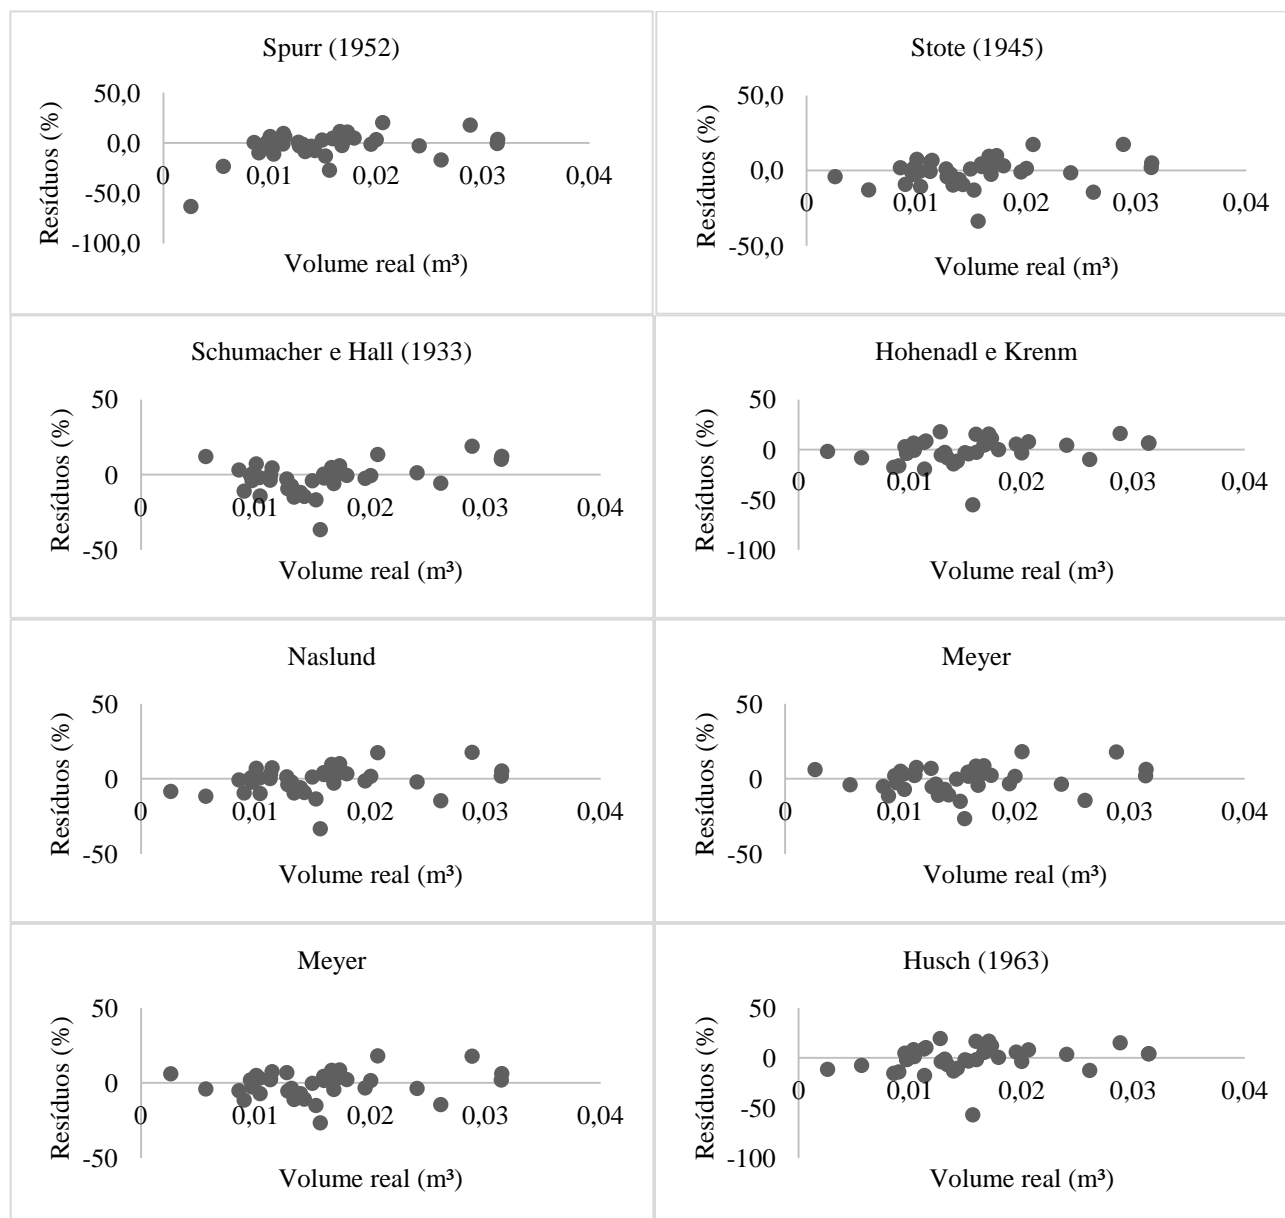 Spurr (1952)
50,0
0,0
-50,0
-100,0
0
0,01
0,02
0,03
0,04
Resíduos (%)
Volume real (m³)
Stote (1945)
50,0
0,0
-50,0
0
0,01
0,02
0,03
0,04
Resíduos (%)
Volume real (m³)
Schumacher e Hall (1933)
50
0
-50
0
0,01
0,02
0,03
0,04
Resíduos (%)
Volume real (m³)
Hohenadl e Krenm
50
0
-50
-100
0
0,01
0,02
0,03
0,04
Resíduos (%)
Volume real (m³)
Naslund
50
0
-50
0
0,01
0,02
0,03
0,04
Resíduos (%)
Volume real (m³)
Meyer
50
0
-50
0
0,01
0,02
0,03
0,04
Resíduos (%)
Volume real (m³)
Meyer
50
0
-50
0
0,01
0,02
0,03
0,04
Resíduos (%)
Volume real (m³)
Husch (1963)
50
0
-50
-100
0
0,01
0,02
0,03
0,04
Resíduos (%)
Volume real (m³)